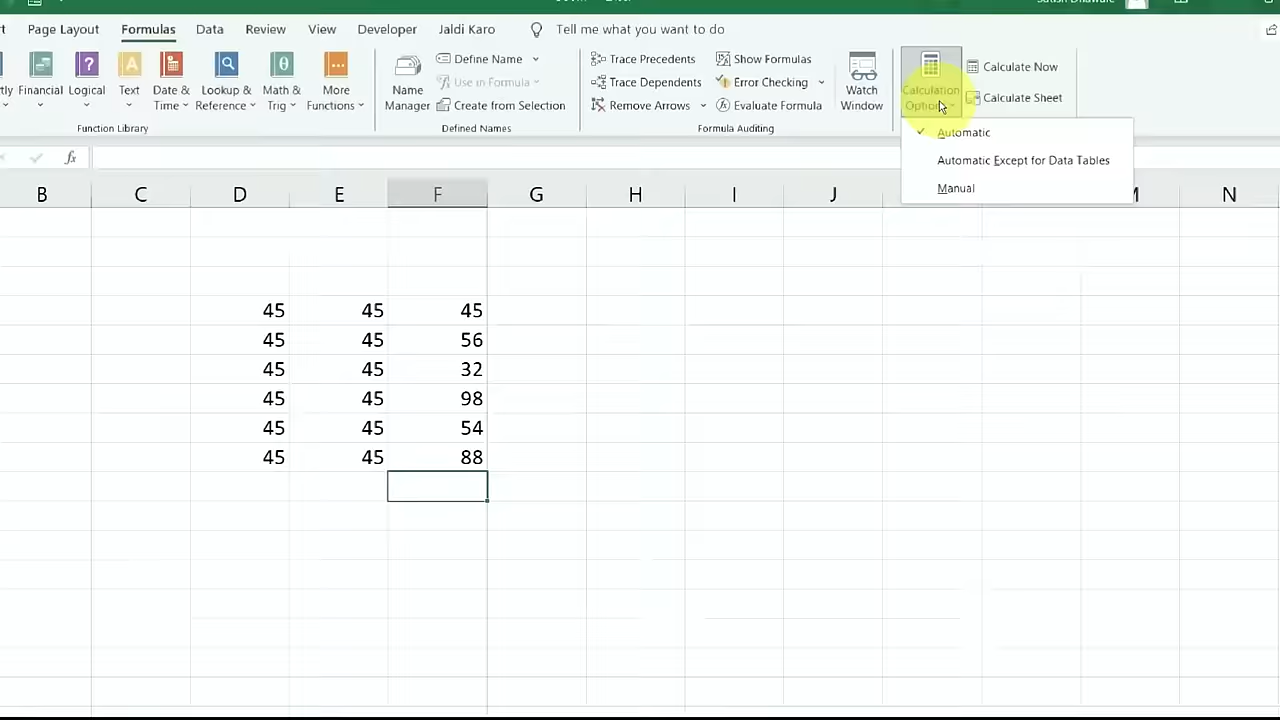 Page Layout Formulas Data Review View Developer Jaldi Karo Tell me what you want to do
Financial Logical Text Date & Time Lookup & Reference Math & Trig More Functions
Function Library
Name Manager
Define Name
Use in Formula
Create from Selection
Defined Names
Trace Precedents Show Formulas
Trace Dependents Error Checking
Remove Arrows Evaluate Formula
Formula Auditing
Watch Window
Calculation Options
Calculate Now
Calculate Sheet
Automatic
Automatic Except for Data Tables
Manual
fx
B C D E F G H I J M N
45 45 45
45 45 56
45 45 32
45 45 98
45 45 54
45 45 88